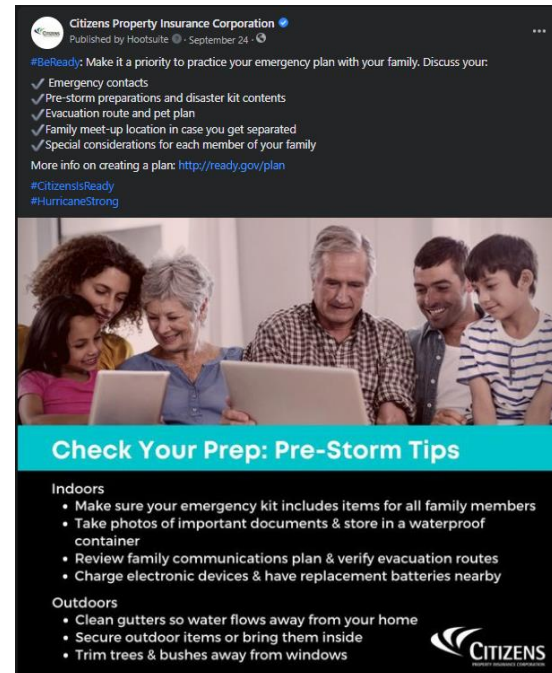 Citizens Property Insurance Corporation
Published by Hootsuite · September 24 ·
#BeReady: Make it a priority to practice your emergency plan with your family. Discuss your:
Emergency contacts
Pre-storm preparations and disaster kit contents
Evacuation route and pet plan
Family meet-up location in case you get separated
Special considerations for each member of your family
More info on creating a plan: http://ready.gov/plan
#CitizensIsReady
#HurricaneStrong
Check Your Prep: Pre-Storm Tips
Indoors
• Make sure your emergency kit includes items for all family members
• Take photos of important documents & store in a waterproof
container
• Review family communications plan & verify evacuation routes
• Charge electronic devices & have replacement batteries nearby
Outdoors
• Clean gutters so water flows away from your home
• Secure outdoor items or bring them inside
• Trim trees & bushes away from windows
CITIZENS
PROPERTY INSURANCE CORPORATION